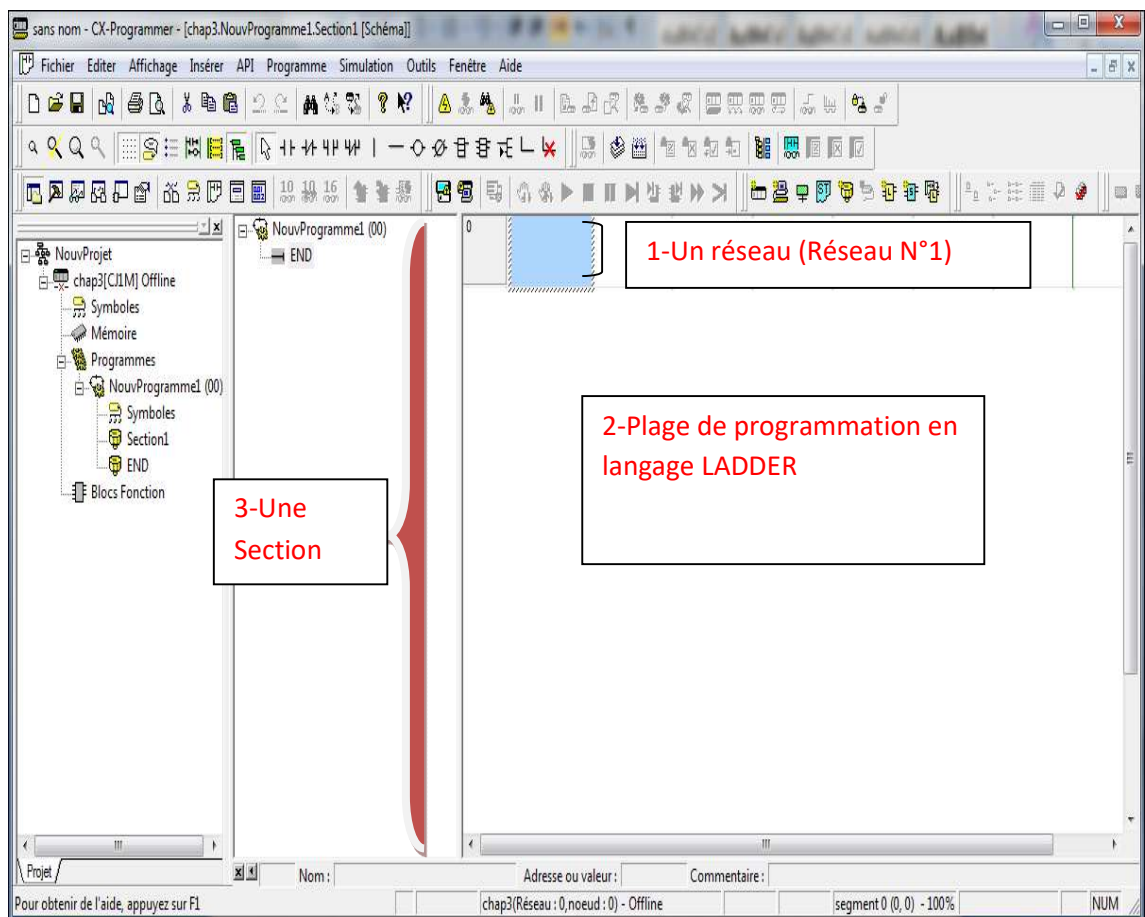 sans nom - CX-Programmer - [chap3.NouvProgramme1.Section1 [Schéma]]
Fichier Editer Affichage Insérer API Programme Simulation Outils Fenêtre Aide
10 10 16
NouvProjet
chap3[CJ1M] Offline
Symboles
Mémoire
Programmes
NouvProgramme1 (00)
Symboles
Section1
END
Blocs Fonction
NouvProgramme1 (00)
END
0
1-Un réseau (Réseau N°1)
2-Plage de programmation en
langage LADDER
3-Une
Section
Projet
Nom : Adresse ou valeur : Commentaire :
Pour obtenir de l'aide, appuyez sur F1 chap3(Réseau : 0,noeud : 0) - Offline segment 0 (0, 0) - 100% NUM